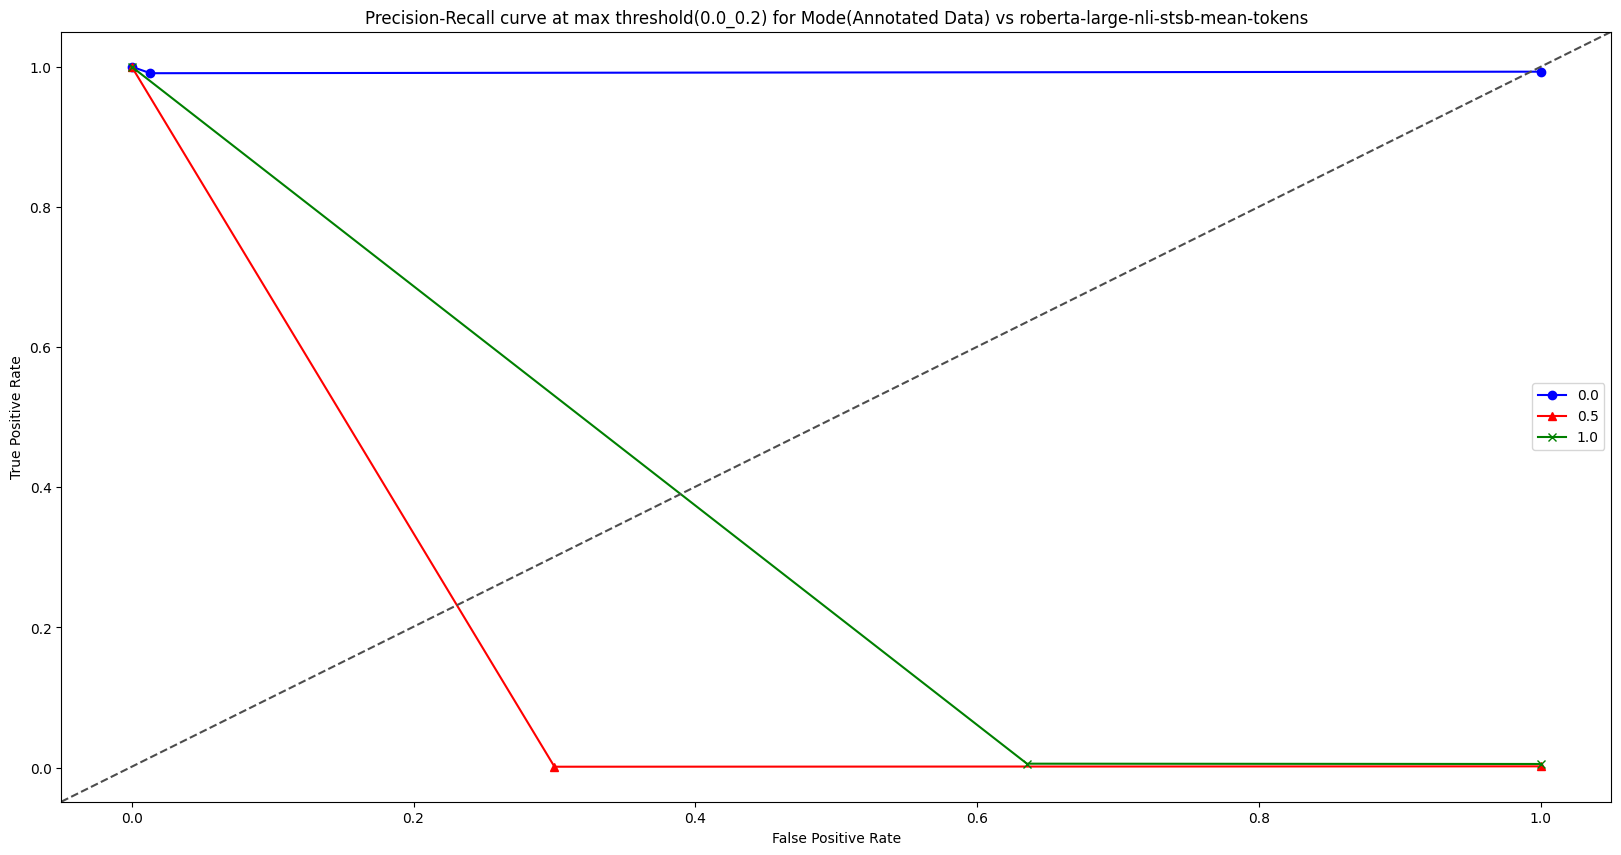 Precision-Recall curve at max threshold(0.0_0.2) for Mode(Annotated Data) vs roberta-large-nli-stsb-mean-tokens
True Positive Rate
1.0
0.8
0.6
0.4
0.2
0.0
0.0
0.5
1.0
0.0 0.2 0.4 0.6 0.8 1.0
False Positive Rate